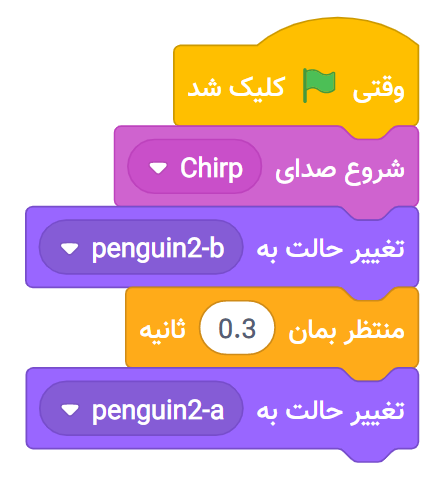 وقتی کلیک شد
شروع صدای Chirp
تغییر حالت به penguin2-b
منتظر بمان 0.3 ثانیه
تغییر حالت به penguin2-a